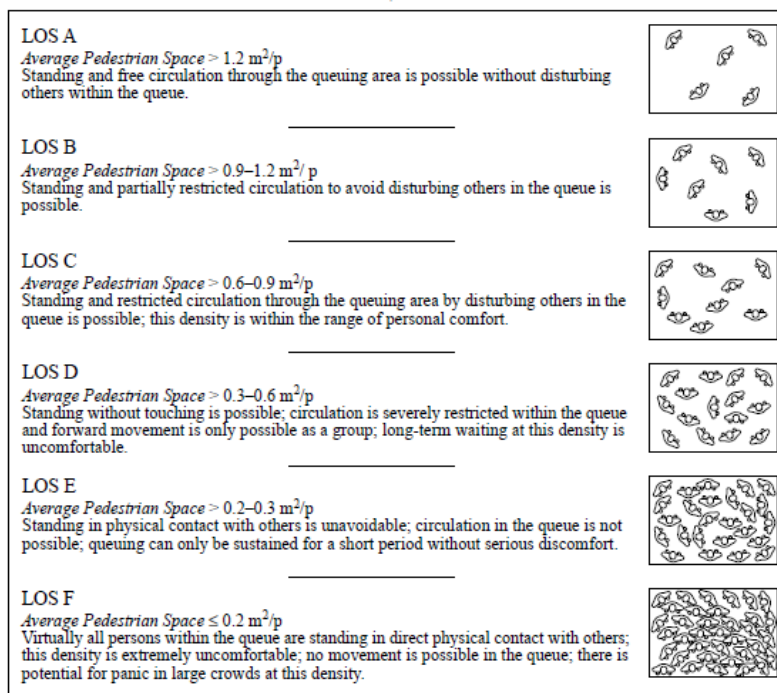 LOS A
Average Pedestrian Space > 1.2 m²/p
Standing and free circulation through the queuing area is possible without disturbing
others within the queue.
LOS B
Average Pedestrian Space > 0.9–1.2 m²/ p
Standing and partially restricted circulation to avoid disturbing others in the queue is
possible.
LOS C
Average Pedestrian Space > 0.6–0.9 m²/p
Standing and restricted circulation through the queuing area by disturbing others in the
queue is possible; this density is within the range of personal comfort.
LOS D
Average Pedestrian Space > 0.3–0.6 m²/p
Standing without touching is possible; circulation is severely restricted within the queue
and forward movement is only possible as a group; long-term waiting at this density is
uncomfortable.
LOS E
Average Pedestrian Space > 0.2–0.3 m²/p
Standing in physical contact with others is unavoidable; circulation in the queue is not
possible; queuing can only be sustained for a short period without serious discomfort.
LOS F
Average Pedestrian Space ≤ 0.2 m²/p
Virtually all persons within the queue are standing in direct physical contact with others;
this density is extremely uncomfortable; no movement is possible in the queue; there is
potential for panic in large crowds at this density.